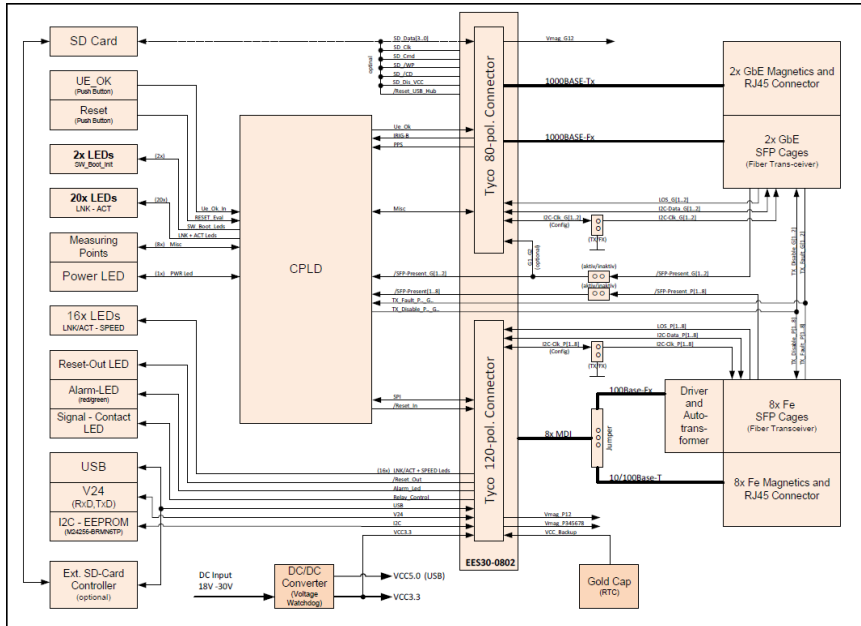 SD Card
UE_OK
(Push Button)
Reset
(Push Button)
2x LEDs
SW_Boot_Init
20x LEDs
LNK - ACT
Measuring
Points
Power LED
16x LEDs
LNK/ACT - SPEED
Reset-Out LED
Alarm-LED
(red/green)
Signal - Contact
LED
USB
V24
(RxD,TxD)
I2C - EEPROM
(M24256-BRMN6TP)
Ext. SD-Card
Controller
(optional)
(2x)
(20x)
(8x) Misc
(1x) PWR Led
Ue_Ok_In
RESET_Eval
SW_Boot_Leds
LNK + ACT Leds
CPLD
optional
SD_Data[3..0]
SD_Clk
SD_Cmd
SD_/WP
SD_/CD
SD_Dis_VCC
/Reset_USB_Hub
Ue_Ok
IRIG-B
PPS
Misc
/SFP-Present_G[1..2]
/SFP-Present[1..8]
TX_Fault_P.._G..
TX_Disable_P.._G..
SPI
/Reset_In
(16x) LNK/ACT + SPEED Leds
/Reset_Out
Alarm_Led
Relay_Control
USB
V24
I2C
VCC3.3
DC Input
18V -30V
DC/DC
Converter
(Voltage
Watchdog)
VCC5.0 (USB)
VCC3.3
Tyco 80-pol. Connector
Tyco 120-pol. Connector
EES30-0802
Vmag_G12
1000BASE-Tx
1000BASE-Fx
LOS_G[1..2]
I2C-Data_G[1..2]
I2C-Clk_G[1..2]
(Config)
I2C-Clk_G[1..2]
(TX/FX)
G1, G2
(optional)
(aktiv/inaktiv)
/SFP-Present_G[1..2]
(aktiv/inaktiv)
/SFP-Present_P[1..8]
LOS_P[1..8]
I2C-Data_P[1..8]
I2C-Clk_P[1..8]
(Config)
I2C-Clk_P[1..8]
(TX/FX)
TX_Disable_G[1..2]
TX_Fault_G[1..2]
TX_Disable_P[1..8]
TX_Fault_P[1..8]
2x GbE Magnetics and
RJ45 Connector
2x GbE
SFP Cages
(Fiber Trans-ceiver)
100Base-Fx
8x MDI
Jumper
10/100Base-T
Driver
and
Auto-
trans-
former
8x Fe
SFP Cages
(Fiber Transceiver)
8x Fe Magnetics and
RJ45 Connector
Vmag_P12
Vmag_P345678
VCC_Backup
Gold Cap
(RTC)